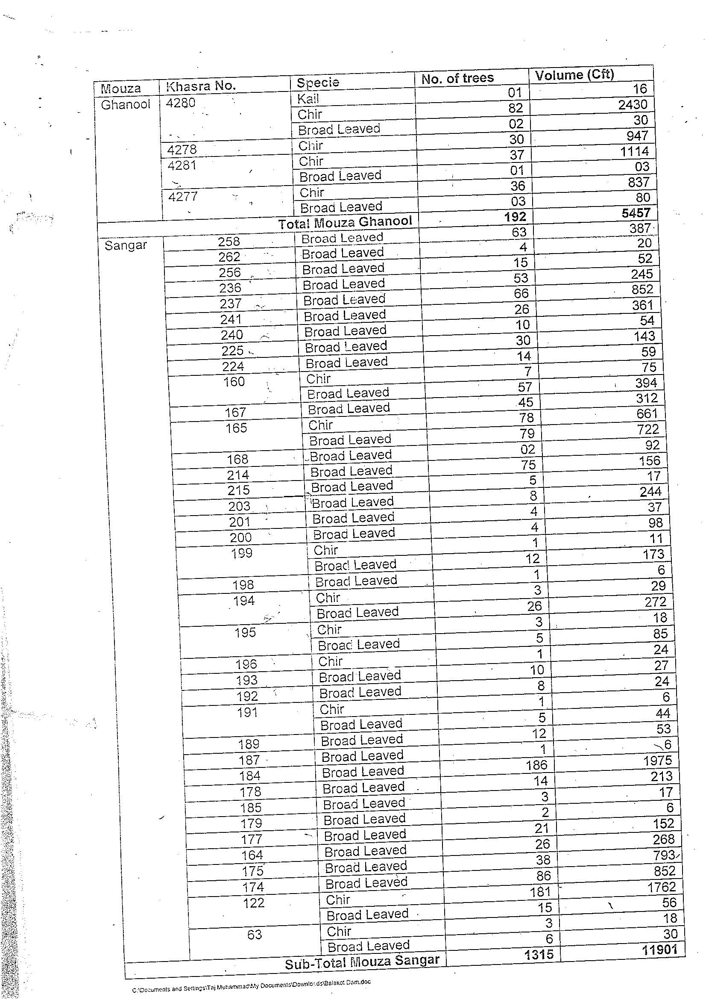 Mouza Khasra No. Specie No. of trees Volume (Cft)
Ghanool 4280 Kail 01 16
Chir 82 2430
Broad Leaved 02 30
4278 Chir 30 947
4281 Chir 37 1114
Broad Leaved 01 03
4277 Chir 36 837
Broad Leaved 03 80
Total Mouza Ghanool 192 5457
Sangar 258 Broad Leaved 63 387
262 Broad Leaved 4 20
256 Broad Leaved 15 52
236 Broad Leaved 53 245
237 Broad Leaved 66 852
241 Broad Leaved 26 361
240 Broad Leaved 10 54
225 Broad Leaved 30 143
224 Broad Leaved 14 59
160 Chir 7 75
Broad Leaved 57 394
167 Broad Leaved 45 312
165 Chir 78 661
Broad Leaved 79 722
168 Broad Leaved 02 92
214 Broad Leaved 75 156
215 Broad Leaved 5 17
203 Broad Leaved 8 244
201 Broad Leaved 4 37
200 Broad Leaved 4 98
199 Chir 1 11
Broad Leaved 12 173
198 Broad Leaved 1 6
194 Chir 3 29
Broad Leaved 26 272
195 Chir 3 18
Broad Leaved 5 85
196 Chir 1 24
193 Broad Leaved 10 27
192 Broad Leaved 8 24
191 Chir 1 6
Broad Leaved 5 44
189 Broad Leaved 12 53
187 Broad Leaved 1 6
184 Broad Leaved 186 1975
178 Broad Leaved 14 213
185 Broad Leaved 3 17
179 Broad Leaved 2 6
177 Broad Leaved 21 152
164 Broad Leaved 26 268
175 Broad Leaved 38 793
174 Broad Leaved 86 852
122 Chir 181 1762
Broad Leaved 15 56
63 Chir 3 18
Broad Leaved 6 30
Sub-Total Mouza Sangar 1315 11901
C:\Documents and Settings\Taj Muhammad\My Documents\Downloads\Balakot Dam.doc